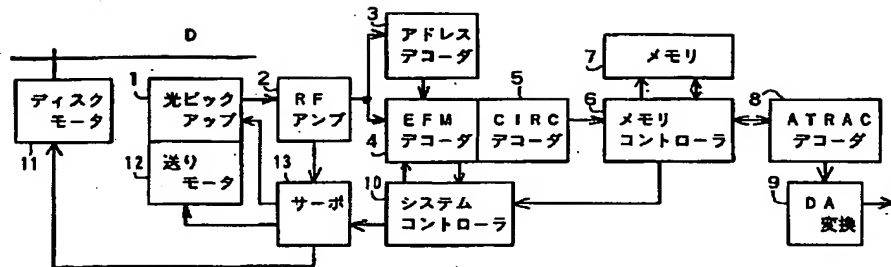 D
3
アドレス
デコーダ
7
メモリ
1
光ピック
アップ
2
RF
アンプ
5
4
EFM
デコーダ
CIRC
デコーダ
6
メモリ
コントローラ
8
ATRAC
デコーダ
ディスク
モータ
11
12
送り
モータ
13
サーボ
10
システム
コントローラ
9
DA
変換